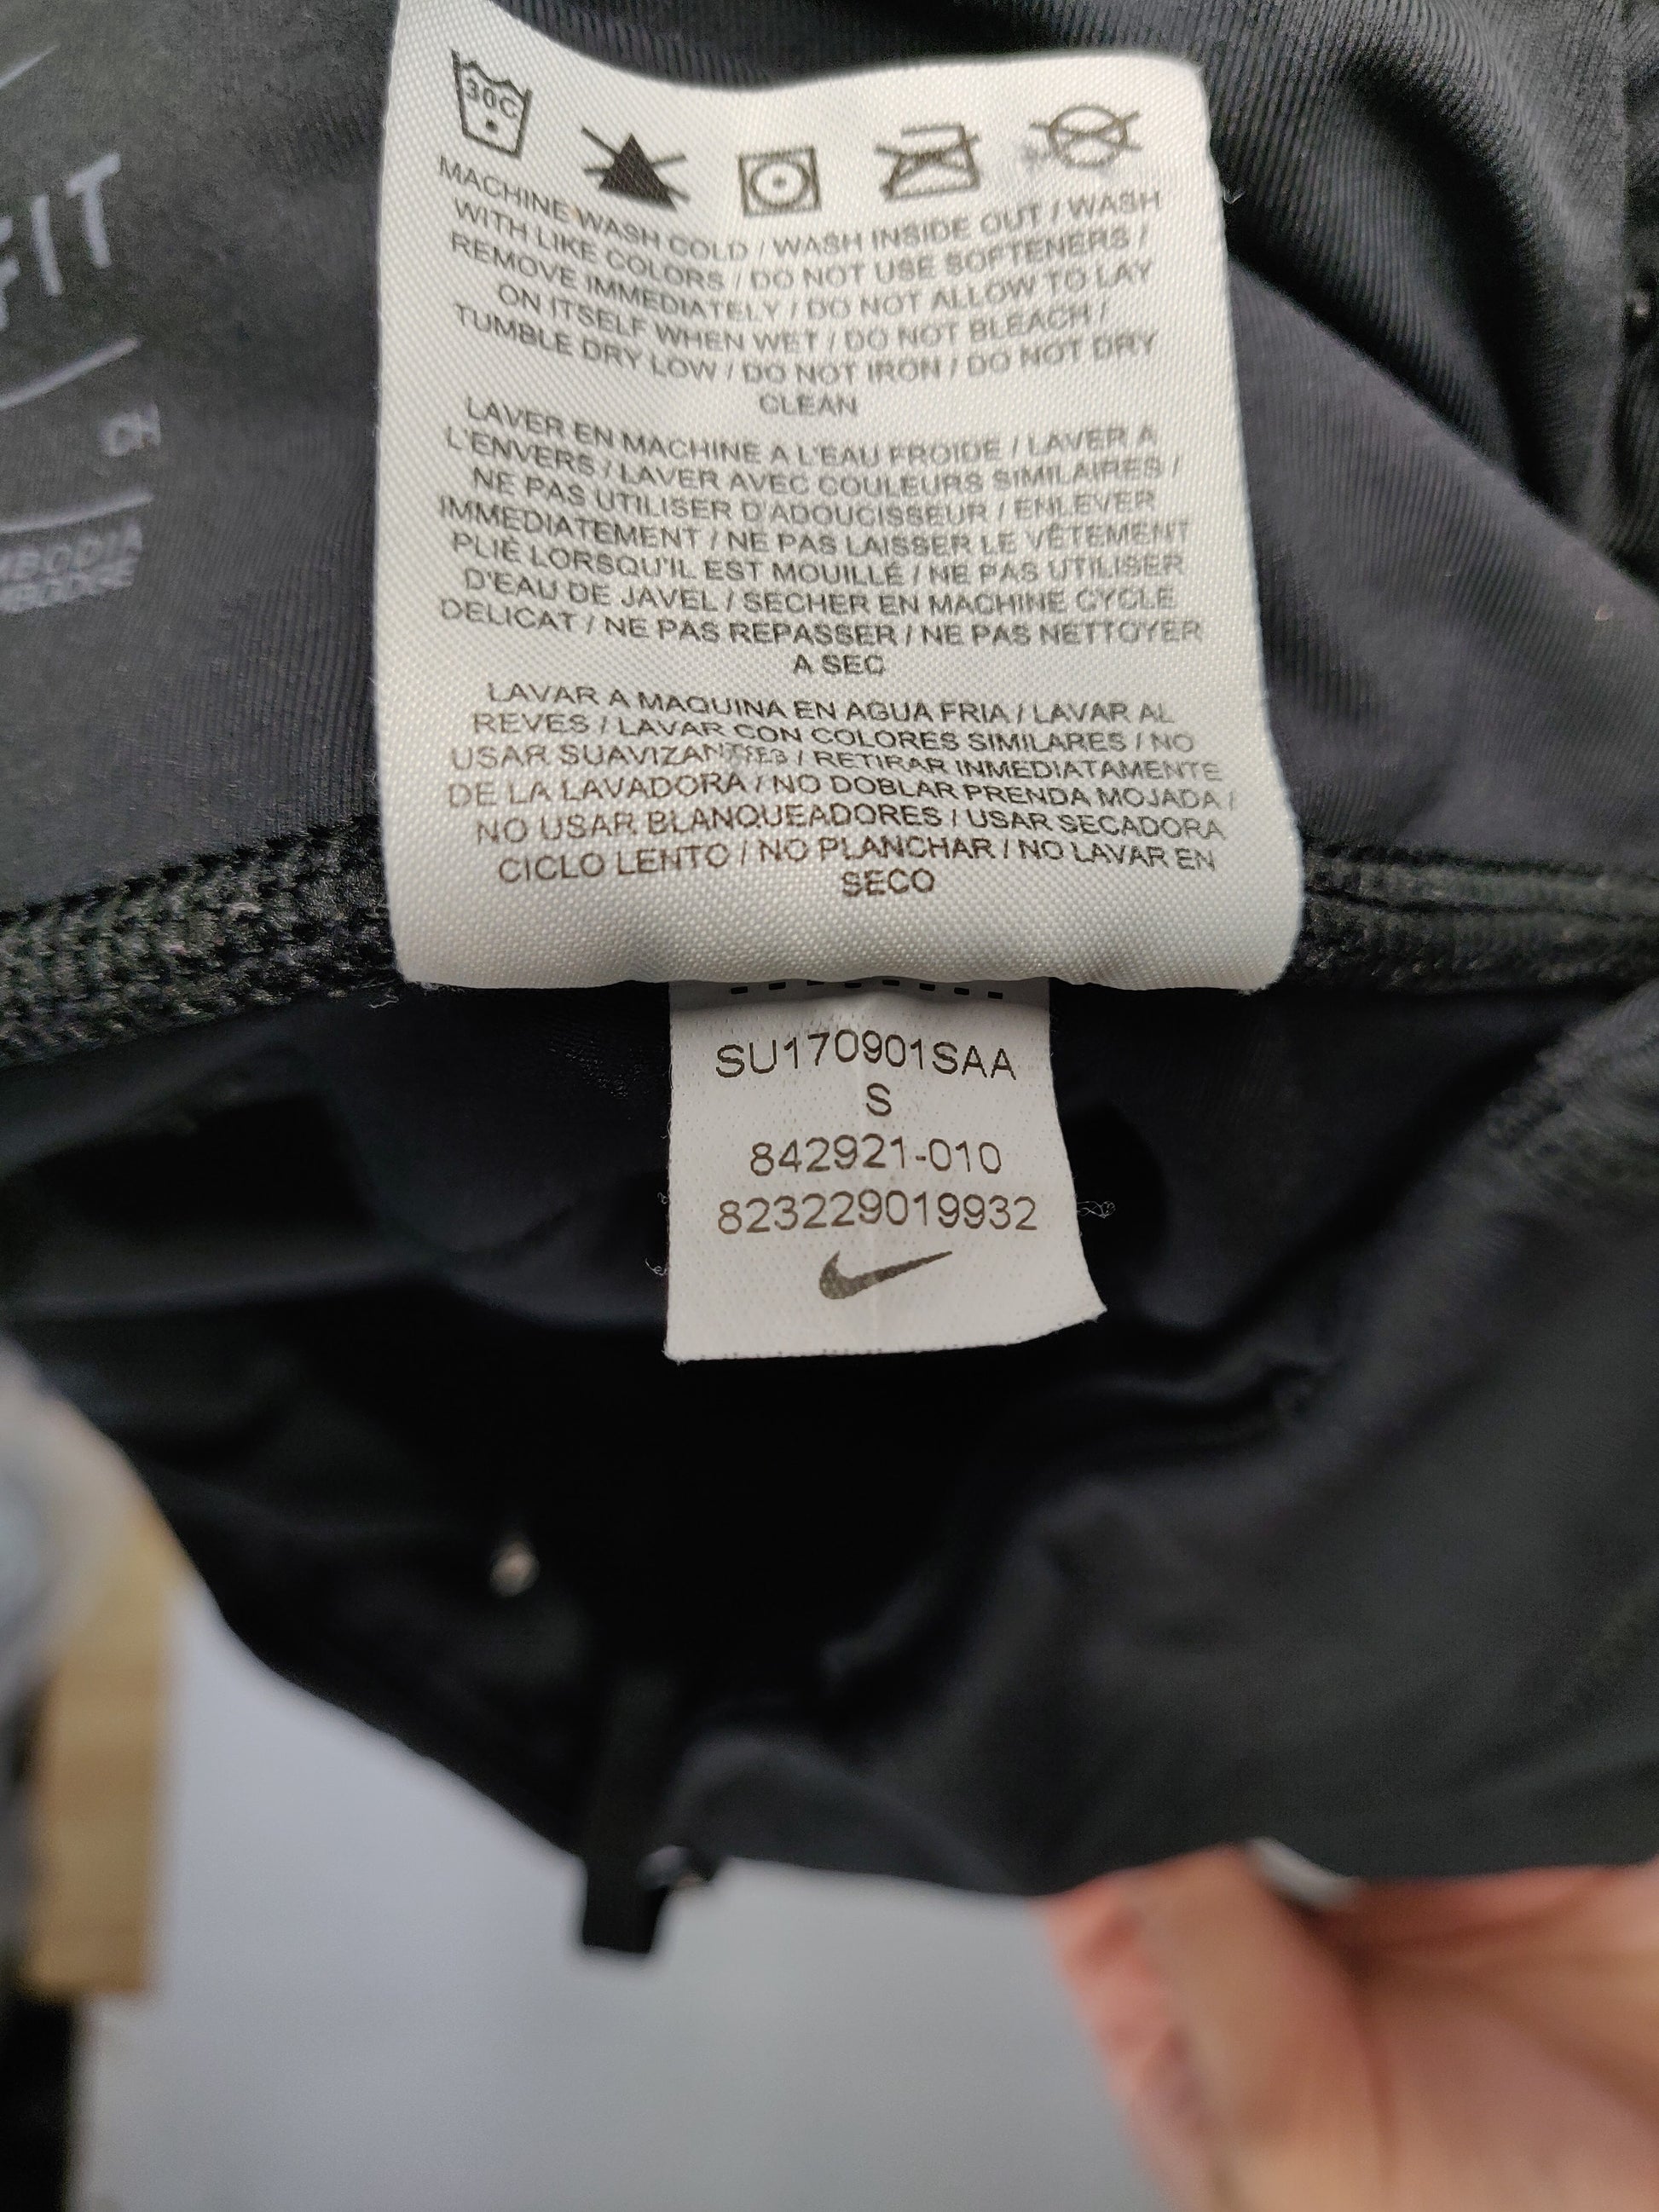 30C
MACHINE WASH COLD / WASH INSIDE OUT / WASH
WITH LIKE COLORS / DO NOT USE SOFTENERS /
REMOVE IMMEDIATELY / DO NOT ALLOW TO LAY
ON ITSELF WHEN WET / DO NOT BLEACH /
TUMBLE DRY LOW / DO NOT IRON / DO NOT DRY
CLEAN
LAVER EN MACHINE A L'EAU FROIDE / LAVER A
L'ENVERS / LAVER AVEC COULEURS SIMILAIRES /
NE PAS UTILISER D'ADOUCISSEUR / ENLEVER
IMMEDIATEMENT / NE PAS LAISSER LE VÊTEMENT
PLIÉ LORSQU'IL EST MOUILLÉ / NE PAS UTILISER
D'EAU DE JAVEL / SECHER EN MACHINE CYCLE
DELICAT / NE PAS REPASSER / NE PAS NETTOYER
A SEC
LAVAR A MAQUINA EN AGUA FRIA / LAVAR AL
REVES / LAVAR CON COLORES SIMILARES / NO
USAR SUAVIZANTES / RETIRAR INMEDIATAMENTE
DE LA LAVADORA / NO DOBLAR PRENDA MOJADA /
NO USAR BLANQUEADORES / USAR SECADORA
CICLO LENTO / NO PLANCHAR / NO LAVAR EN
SECO
SU170901SAA
S
842921-010
823229019932
FIT
CH
MBODIA